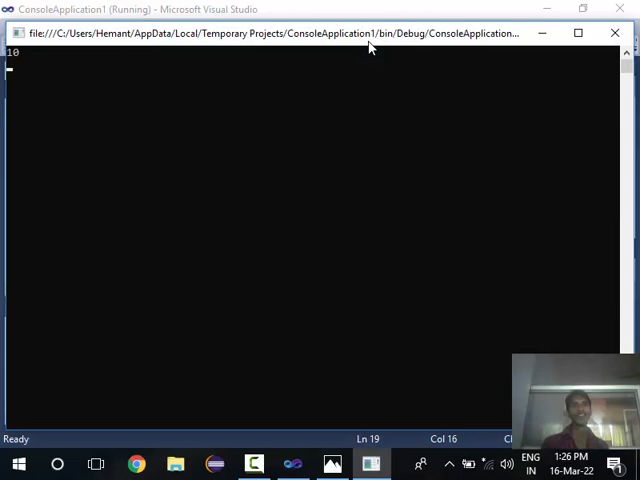 ConsoleApplication1 (Running) - Microsoft Visual Studio
file:///C:/Users/Hemant/AppData/Local/Temporary Projects/ConsoleApplication1/bin/Debug/ConsoleApplication...
10
Ready
Ln 19
Col 16
ENG
1:26 PM
IN
16-Mar-22
1